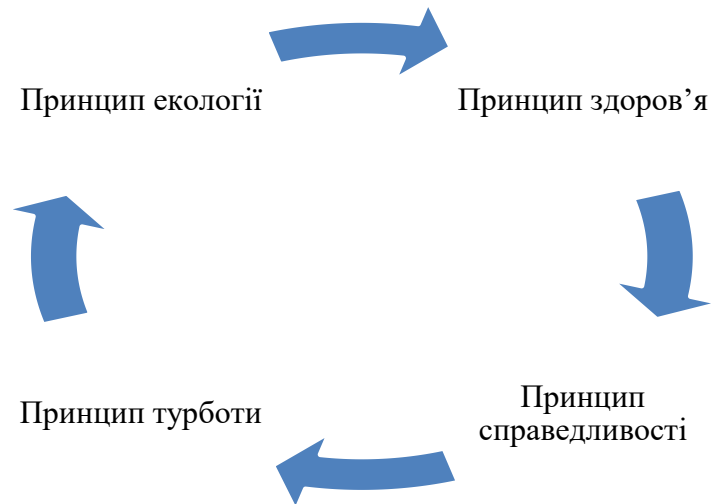 Принцип екології
Принцип здоров’я
Принцип турботи
Принцип
справедливості